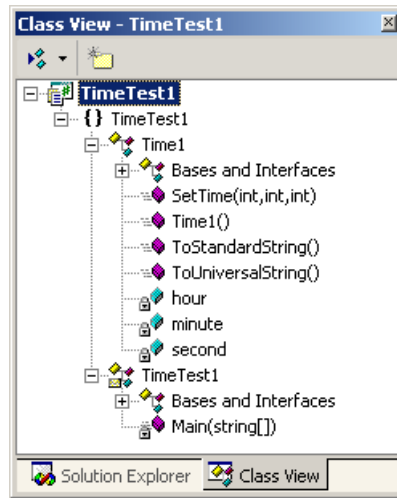 Class View - TimeTest1
TimeTest1
{} TimeTest1
Time1
Bases and Interfaces
SetTime(int,int,int)
Time1()
ToStandardString()
ToUniversalString()
hour
minute
second
TimeTest1
Bases and Interfaces
Main(string[])
Solution Explorer Class View